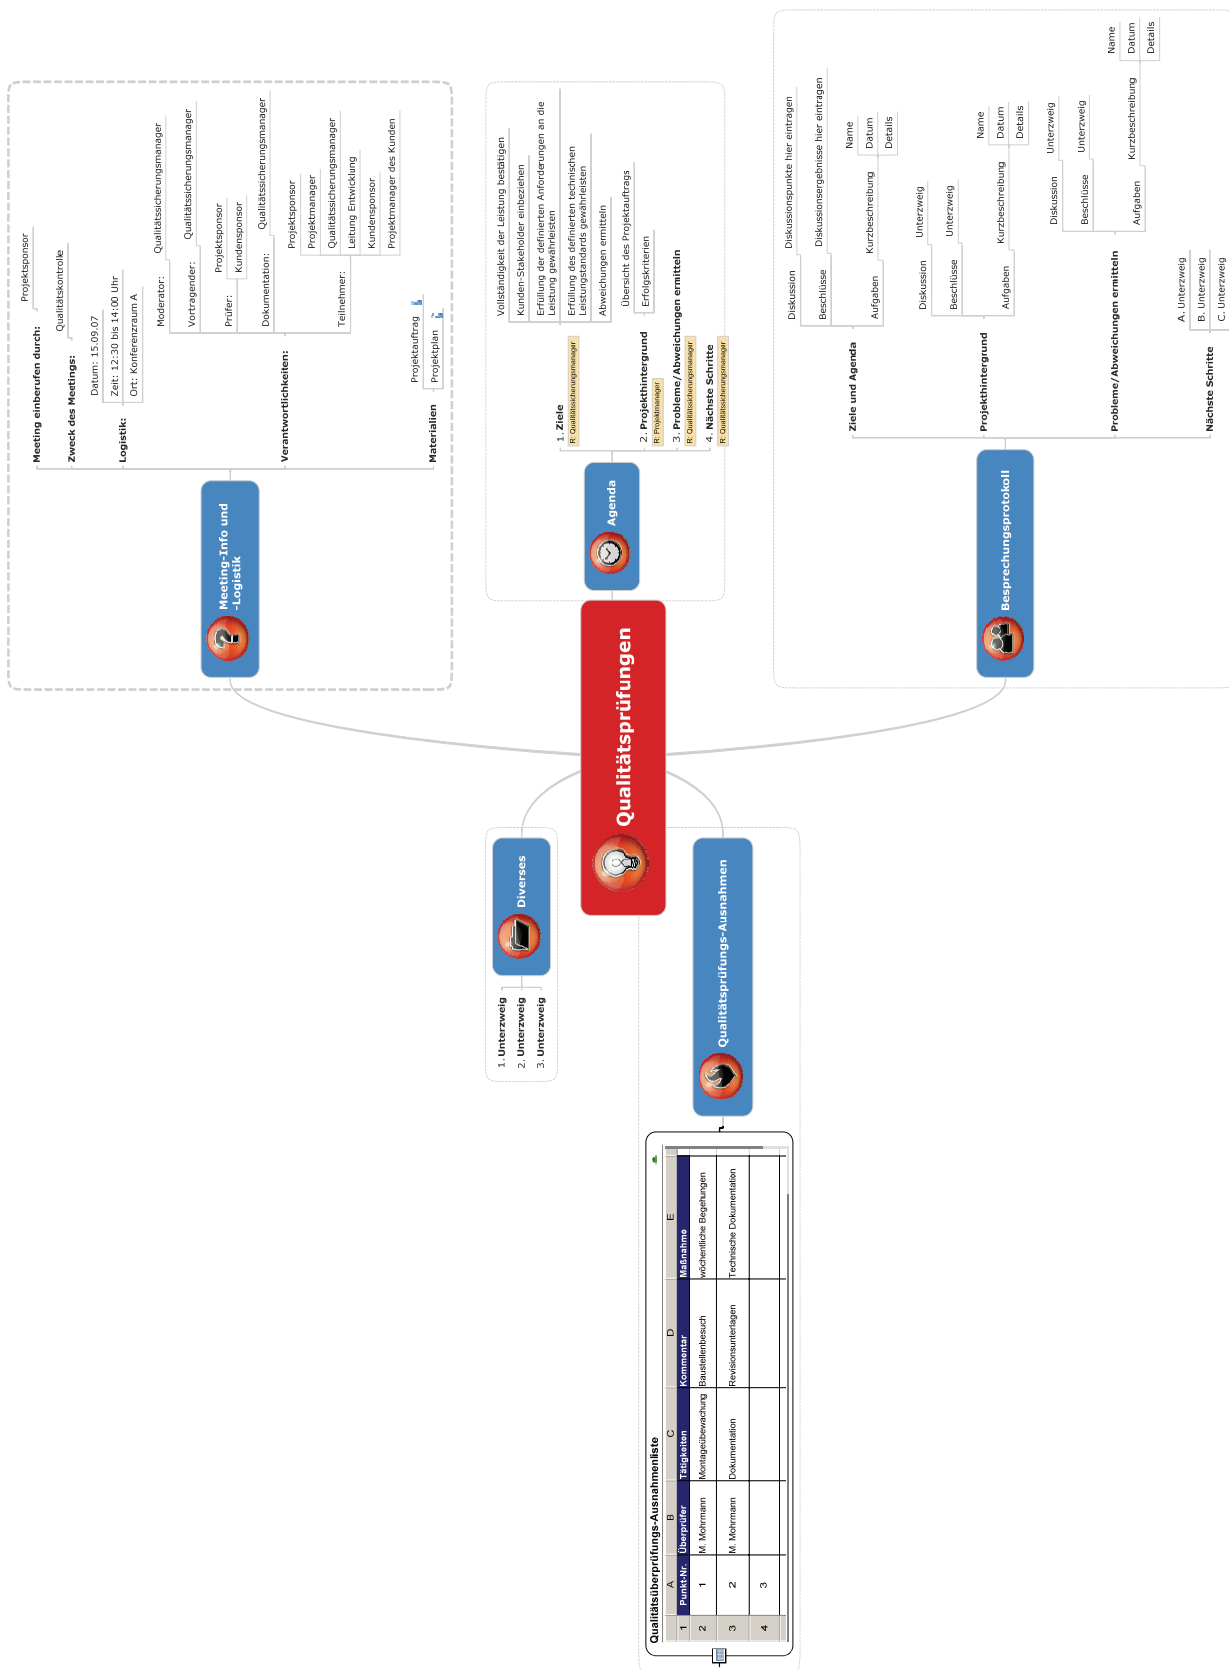 Qualitätsprüfungen
Meeting-Info und
-Logistik
Meeting einberufen durch:
Projektsponsor
Zweck des Meetings:
Qualitätskontrolle
Logistik:
Datum: 15.09.07
Zeit: 12:30 bis 14:00 Uhr
Ort: Konferenzraum A
Verantwortlichkeiten:
Moderator:
Qualitätssicherungsmanager
Vortragender:
Qualitätssicherungsmanager
Prüfer:
Projektsponsor
Kundensponsor
Dokumentation:
Qualitätssicherungsmanager
Teilnehmer:
Projektsponsor
Projektmanager
Qualitätssicherungsmanager
Leitung Entwicklung
Kundensponsor
Projektmanager des Kunden
Materialien
Projektauftrag
Projektplan
Agenda
1. Ziele
R: Qualitätssicherungsmanager
Vollständigkeit der Leistung bestätigen
Kunden-Stakeholder einbeziehen
Erfüllung der definierten Anforderungen an die
Leistung gewährleisten
Erfüllung des definierten technischen
Leistungstandards gewährleisten
Abweichungen ermitteln
2. Projekthintergrund
R: Projektmanager
Übersicht des Projektauftrags
Erfolgskriterien
3. Probleme/Abweichungen ermitteln
R: Qualitätssicherungsmanager
4. Nächste Schritte
R: Qualitätssicherungsmanager
Besprechungsprotokoll
Ziele und Agenda
Diskussion
Diskussionspunkte hier eintragen
Beschlüsse
Diskussionsergebnisse hier eintragen
Aufgaben
Kurzbeschreibung
Name
Datum
Details
Projekthintergrund
Diskussion
Unterzweig
Beschlüsse
Unterzweig
Aufgaben
Kurzbeschreibung
Name
Datum
Details
Probleme/Abweichungen ermitteln
Diskussion
Unterzweig
Beschlüsse
Unterzweig
Aufgaben
Kurzbeschreibung
Name
Datum
Details
Nächste Schritte
A. Unterzweig
B. Unterzweig
C. Unterzweig
Diverses
1. Unterzweig
2. Unterzweig
3. Unterzweig
Qualitätsprüfungs-Ausnahmen
Qualitätsüberprüfungs-Ausnahmenliste
A B C D E
1 Punkt-Nr. Überprüfer Tätigkeiten Kommentar Maßnahme
2 1 M. Mohrmann Montageübewachung Baustellenbesuch wöchentliche Begehungen
3 2 M. Mohrmann Dokumentation Revisionsunterlagen Technische Dokumentation
4 3